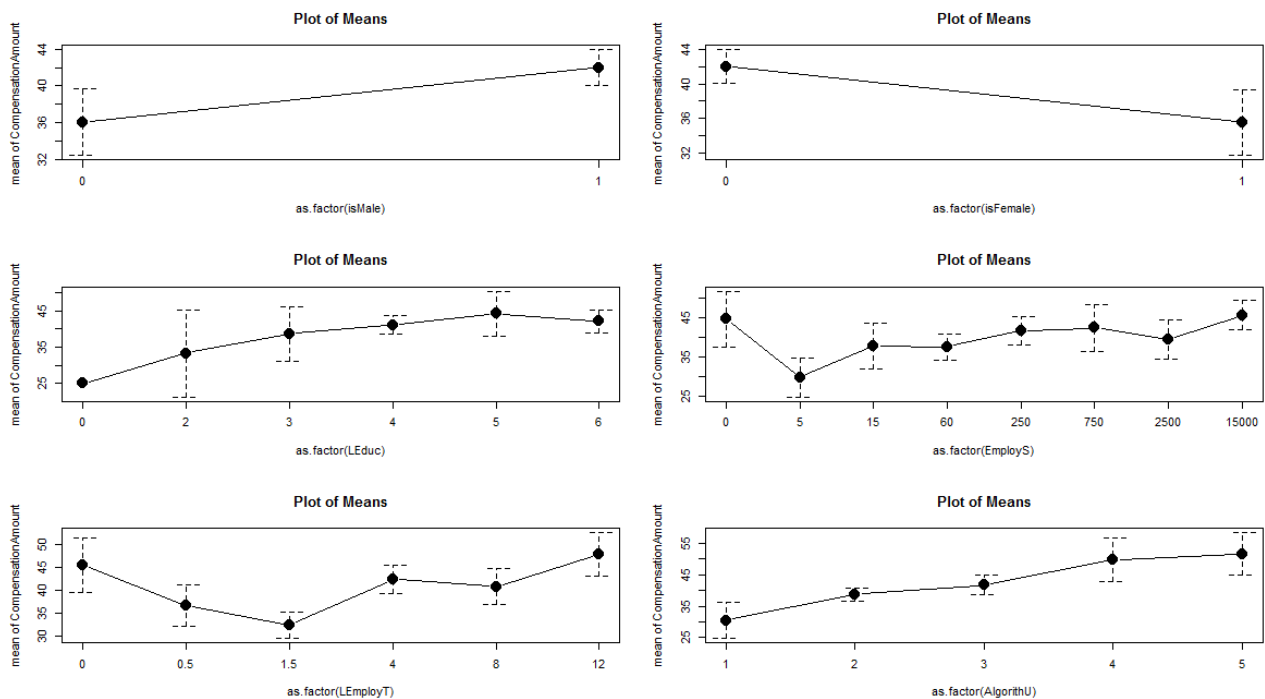 Plot of Means
mean of CompensationAmount
44
40
36
32
0
1
as.factor(isMale)
Plot of Means
mean of CompensationAmount
44
40
36
32
0
1
as.factor(isFemale)
Plot of Means
mean of CompensationAmount
45
35
25
0 2 3 4 5 6
as.factor(LEduc)
Plot of Means
mean of CompensationAmount
45
35
25
0 5 15 60 250 750 2500 15000
as.factor(EmployS)
Plot of Means
mean of CompensationAmount
50
45
40
35
30
0 0.5 1.5 4 8 12
as.factor(LEmployT)
Plot of Means
mean of CompensationAmount
55
45
35
25
1 2 3 4 5
as.factor(AlgorithU)